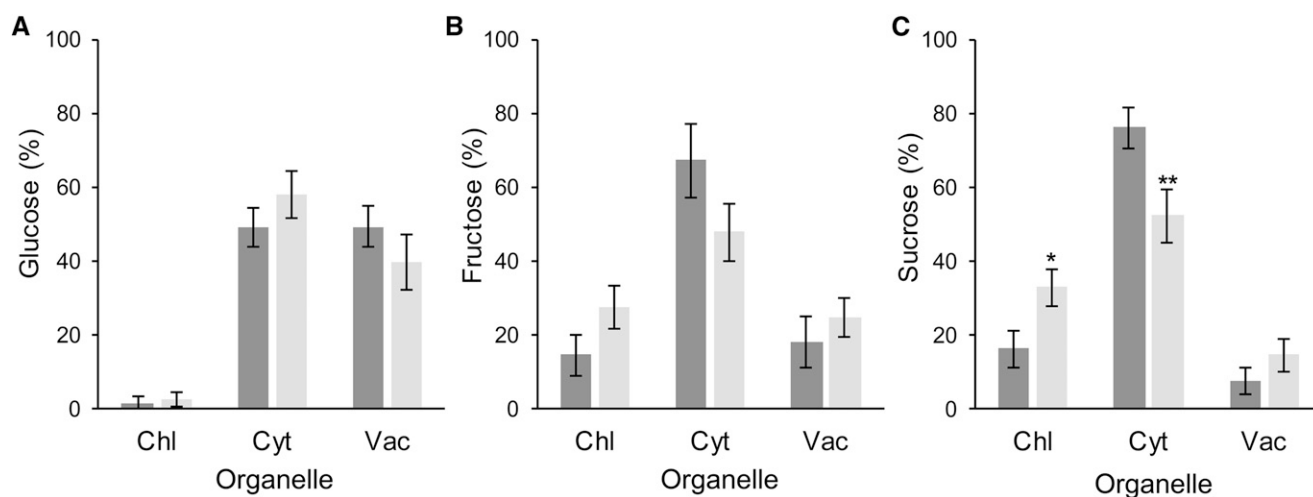 A
100
80
60
40
20
0
Glucose (%)
Chl Cyt Vac
Organelle
B
100
80
60
40
20
0
Fructose (%)
Chl Cyt Vac
Organelle
C
100
80
60
40
20
0
Sucrose (%)
*
**
Chl Cyt Vac
Organelle